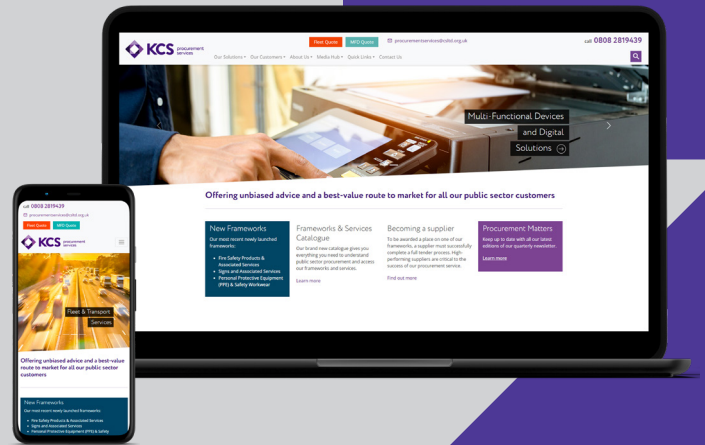 Fleet Quote
MFD Quote
procurementservices@csltd.org.uk
call 0808 2819439
KCS procurement
services
Our Solutions
Our Customers
About Us
Media Hub
Quick Links
Contact Us
Multi-Functional Devices
and Digital
Solutions
Offering unbiased advice and a best-value route to market for all our public sector customers
New Frameworks
Our most recent newly launched
frameworks:
Fire Safety Products &
Associated Services
Signs and Associated Services
Personal Protective Equipment
(PPE) & Safety Workwear
Frameworks & Services
Catalogue
Our brand new catalogue gives you
everything you need to understand
public sector procurement and access
our frameworks and services.
Learn more
Becoming a supplier
To be awarded a place on one of our
frameworks, a supplier must successfully
complete a full tender process. High-
performing suppliers are critical to the
success of our procurement service.
Find out more
Procurement Matters
Keep up to date with all our latest
editions of our quarterly newsletter.
Learn more
call 0808 2819439
procurementservices@csltd.org.uk
Fleet Quote
MFD Quote
KCS procurement
services
Fleet & Transport
Services
Offering unbiased advice and a best-value
route to market for all our public sector
customers
New Frameworks
Our most recent newly launched frameworks:
Fire Safety Products & Associated Services
Signs and Associated Services
Personal Protective Equipment (PPE) & Safety